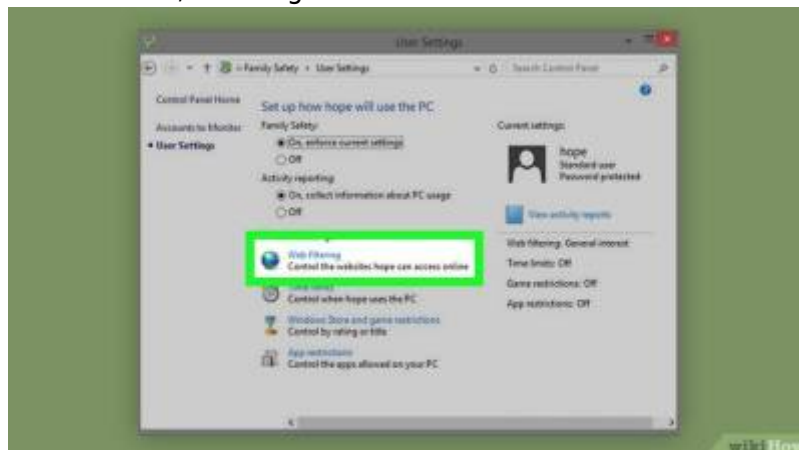 User Settings
Family Safety User Settings
Search Control Panel
Control Panel Home
Accounts to Monitor
User Settings
Set up how hope will use the PC
Family Safety:
On, enforce current settings
Off
Activity reporting:
On, collect information about PC usage
Off
Web filtering
Control the websites hope can access online
Time limits
Control when hope uses the PC
Windows Store and game restrictions
Control by rating or title
App restrictions
Control the apps allowed on your PC
Current settings:
hope
Standard user
Password protected
View activity reports
Web filtering: General-interest
Time limits: Off
Game restrictions: Off
App restrictions: Off
wikiHow